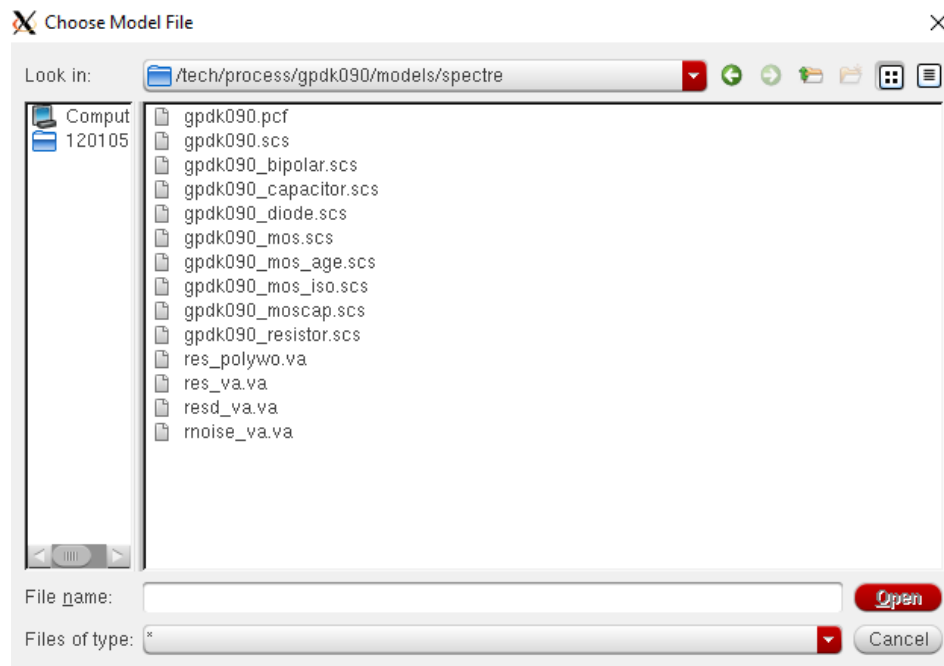 Choose Model File
Look in: /tech/process/gpdk090/models/spectre
Comput
120105
gpdk090.pcf
gpdk090.scs
gpdk090_bipolar.scs
gpdk090_capacitor.scs
gpdk090_diode.scs
gpdk090_mos.scs
gpdk090_mos_age.scs
gpdk090_mos_iso.scs
gpdk090_moscap.scs
gpdk090_resistor.scs
res_polywo.va
res_va.va
resd_va.va
rnoise_va.va
File name: Open
Files of type: * Cancel